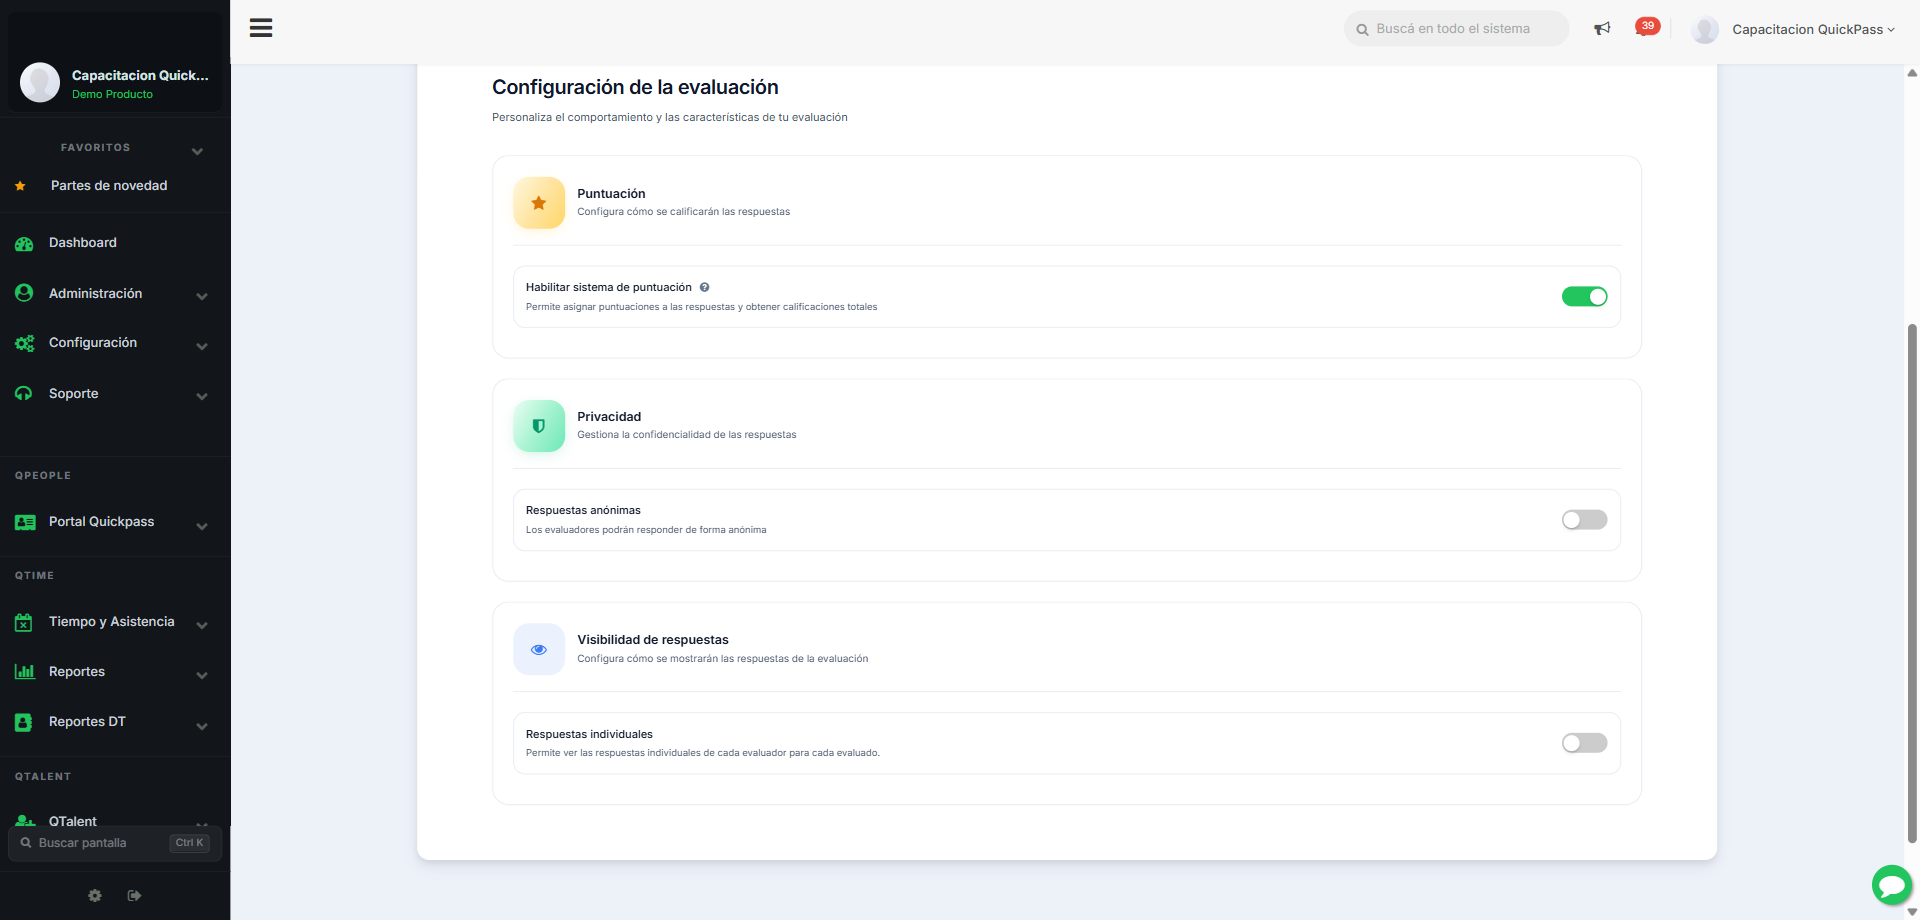 Capacitacion Quick...
Demo Producto
FAVORITOS
Partes de novedad
Dashboard
Administración
Configuración
Soporte
QPEOPLE
Portal Quickpass
QTIME
Tiempo y Asistencia
Reportes
Reportes DT
QTALENT
QTalent
Buscar pantalla
Ctrl K
Buscá en todo el sistema
39
Capacitacion QuickPass
Configuración de la evaluación
Personaliza el comportamiento y las características de tu evaluación
Puntuación
Configura cómo se calificarán las respuestas
Habilitar sistema de puntuación
Permite asignar puntuaciones a las respuestas y obtener calificaciones totales
Privacidad
Gestiona la confidencialidad de las respuestas
Respuestas anónimas
Los evaluadores podrán responder de forma anónima
Visibilidad de respuestas
Configura cómo se mostrarán las respuestas de la evaluación
Respuestas individuales
Permite ver las respuestas individuales de cada evaluador para cada evaluado.